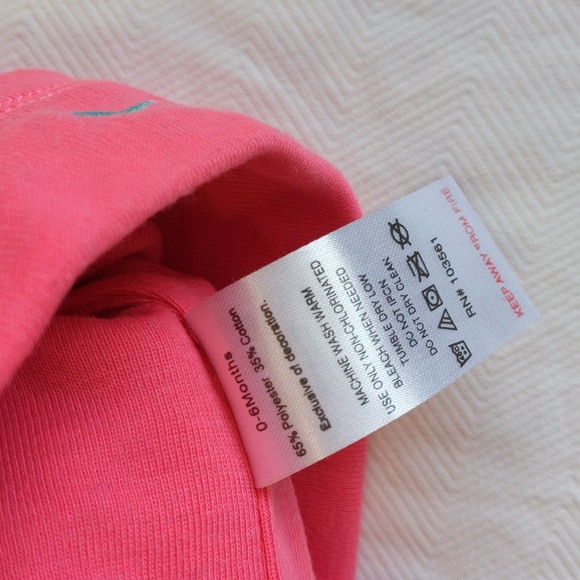 0-6Months
65% Polyester 35% Cotton
Exclusive of decoration.
MACHINE WASH WARM
USE ONLY NON-CHLORINATED
BLEACH WHEN NEEDED
TUMBLE DRY LOW
DO NOT IPCN
DO NOT DRY CLEAN
RN# 103561
KEEP AWAY FROM FIRE